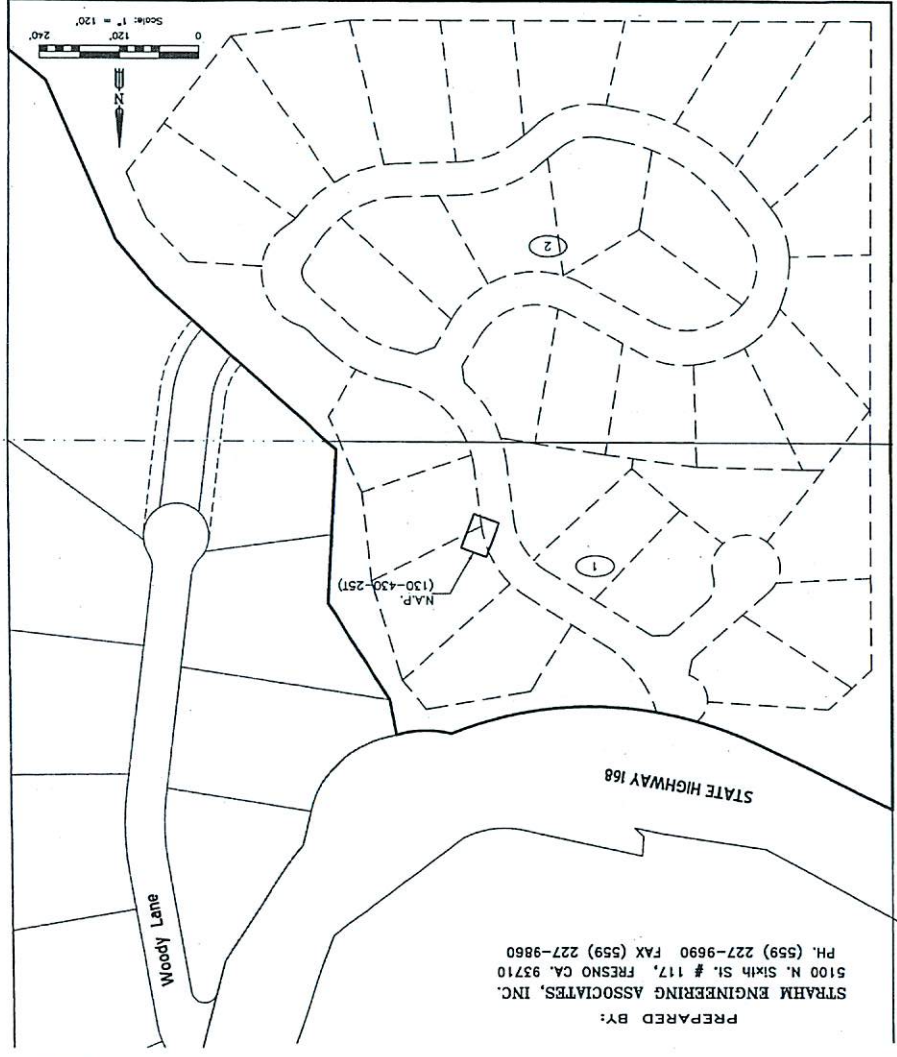 PREPARED BY:
STRAHM ENGINEERING ASSOCIATES, INC.
5100 N. Sixth St. # 117, FRESNO CA. 93710
PH. (559) 227-9690 FAX (559) 227-9860
Woody Lane
STATE HIGHWAY 168
N.A.P.
(130-430-25T)
1
2
N
0 120' 240'
Scale: 1" = 120'